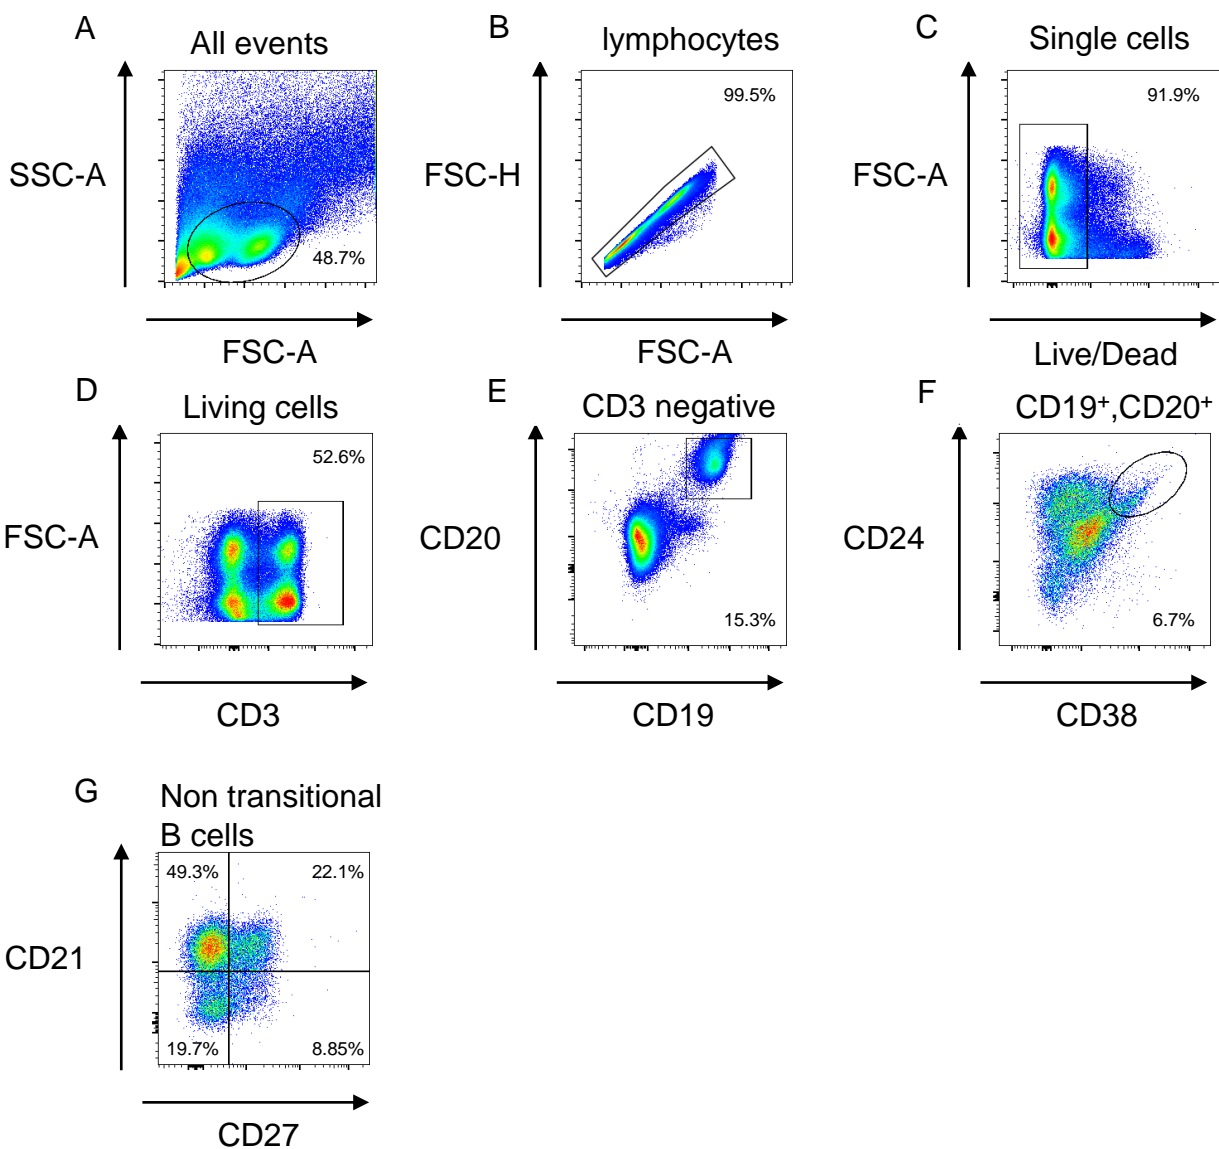 A
All events
SSC-A
48.7%
FSC-A
B
lymphocytes
FSC-H
99.5%
FSC-A
C
Single cells
FSC-A
91.9%
Live/Dead
D
Living cells
FSC-A
52.6%
CD3
E
CD3 negative
CD20
15.3%
CD19
F
CD19⁺,CD20⁺
CD24
6.7%
CD38
G
Non transitional
B cells
49.3%
22.1%
CD21
19.7%
8.85%
CD27